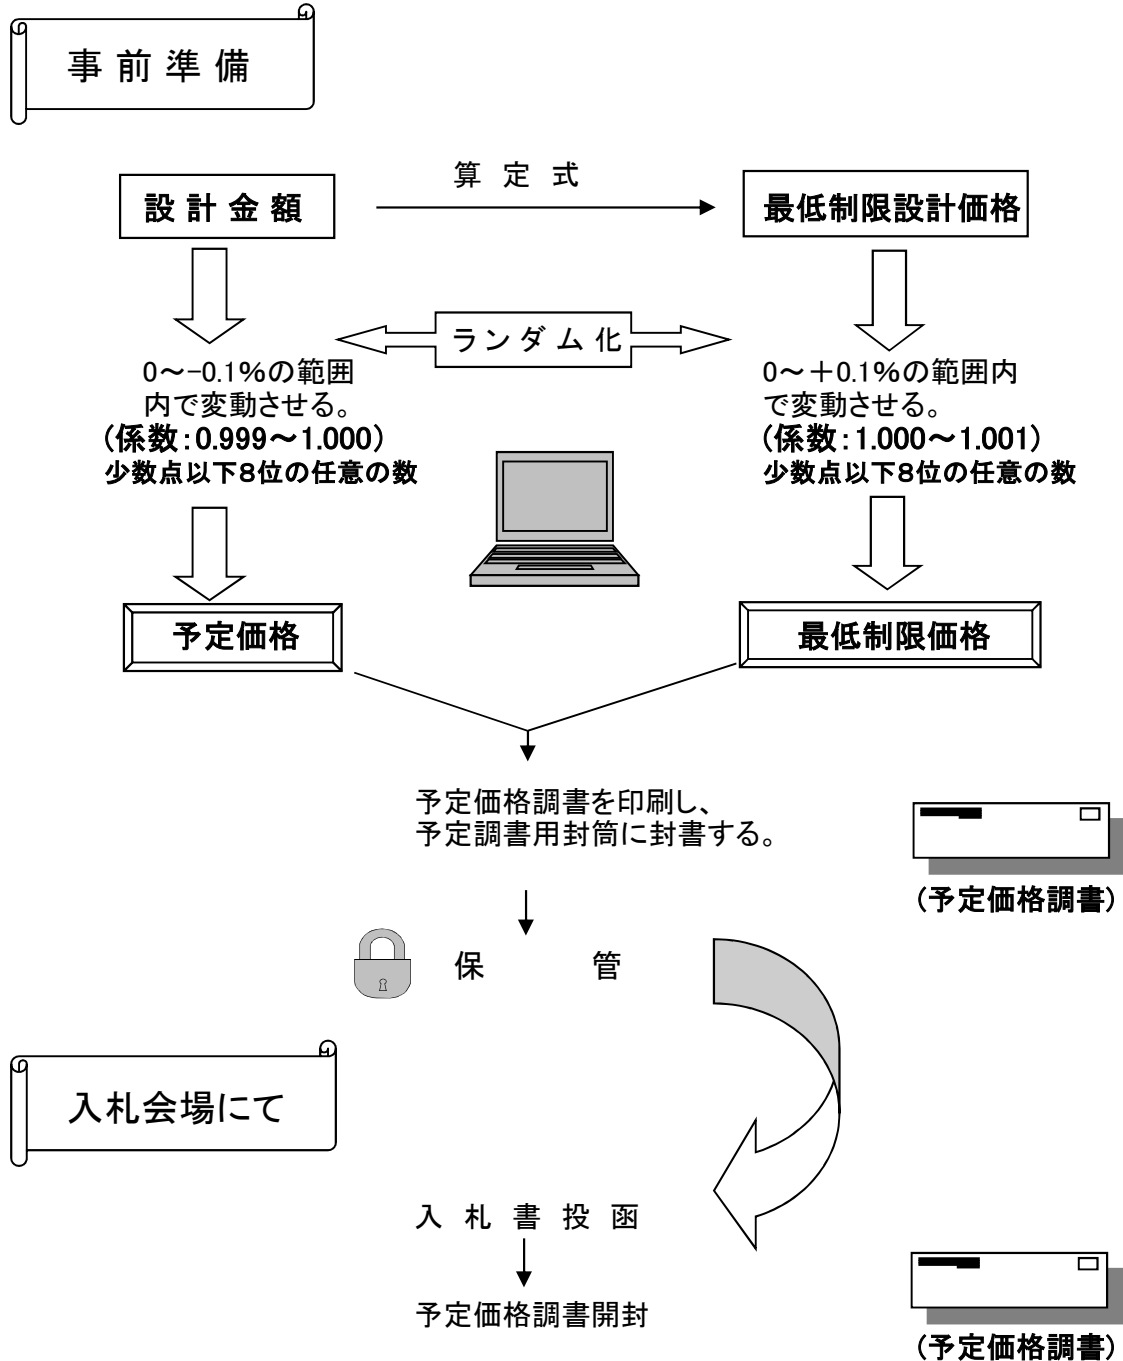 事前準備
算定式
設計金額
最低制限設計価格
ランダム化
0～-0.1%の範囲
内で変動させる。
(係数:0.999～1.000)
少数点以下8位の任意の数
0～＋0.1%の範囲内
で変動させる。
(係数:1.000～1.001)
少数点以下8位の任意の数
予定価格
最低制限価格
予定価格調書を印刷し、
予定調書用封筒に封書する。
(予定価格調書)
保管
入札会場にて
入札書投函
予定価格調書開封
(予定価格調書)